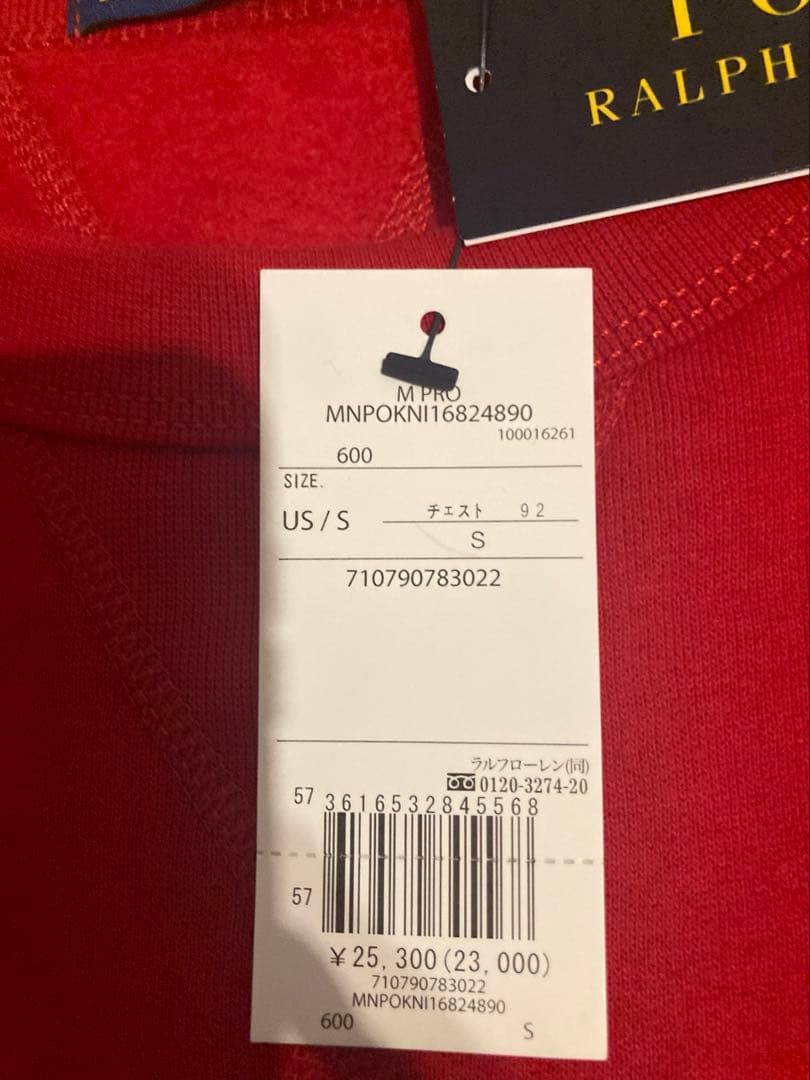 RALPH
M PRO
MNPOKNI16824890
100016261
600
SIZE.
US / S
チェスト 92
S
710790783022
ラルフローレン(同)
0120-3274-20
57 3616532845568
57
¥25,300(23,000)
710790783022
MNPOKNI16824890
600 S